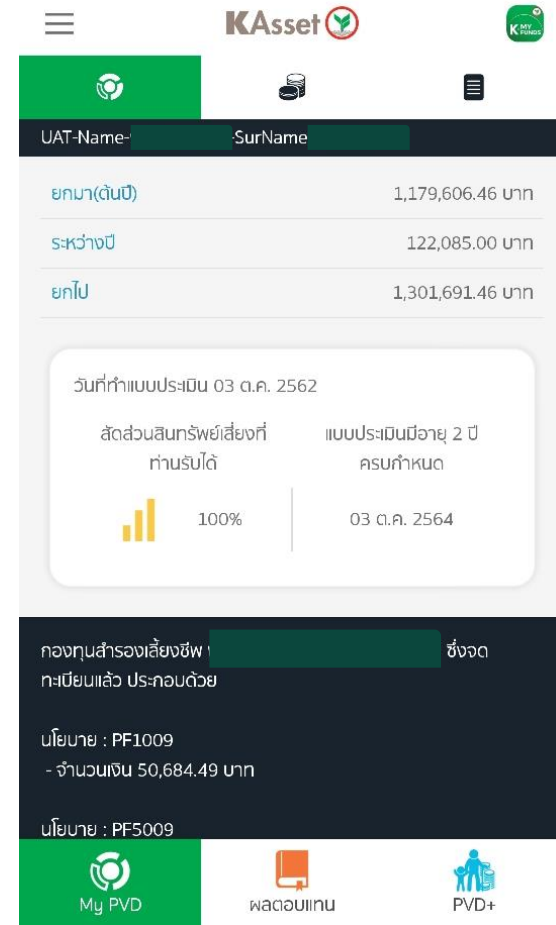 KAsset
K MY FUNDS
UAT-Name- -SurName
ยกมา(ต้นปี) 1,179,606.46 บาท
ระหว่างปี 122,085.00 บาท
ยกไป 1,301,691.46 บาท
วันที่ทำแบบประเมิน 03 ต.ค. 2562
สัดส่วนสินทรัพย์เสี่ยงที่
ท่านรับได้
100%
แบบประเมินมีอายุ 2 ปี
ครบกำหนด
03 ต.ค. 2564
กองทุนสำรองเลี้ยงชีพ ซึ่งจด
ทะเบียนแล้ว ประกอบด้วย
นโยบาย : PF1009
- จำนวนเงิน 50,684.49 บาท
นโยบาย : PF5009
My PVD ผลตอบแทน PVD+